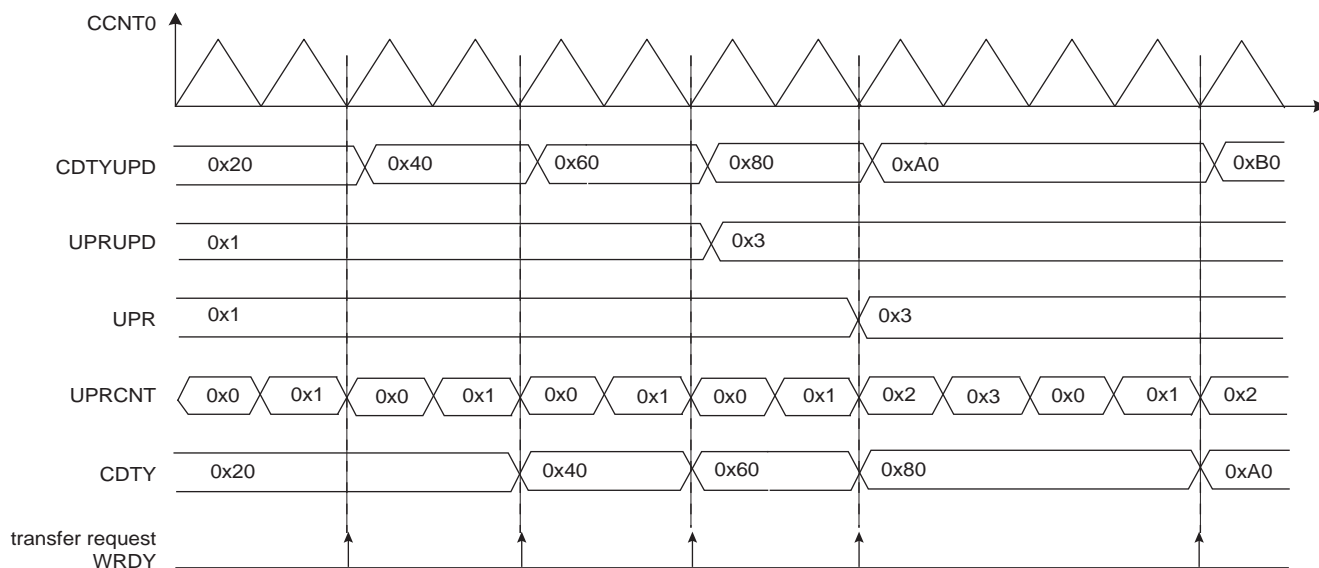 CCNT0
CDTYUPD 0x20 0x40 0x60 0x80 0xA0 0xB0
UPRUPD 0x1 0x3
UPR 0x1 0x3
UPRCNT 0x0 0x1 0x0 0x1 0x0 0x1 0x0 0x1 0x2 0x3 0x0 0x1 0x2
CDTY 0x20 0x40 0x60 0x80 0xA0
transfer request
WRDY